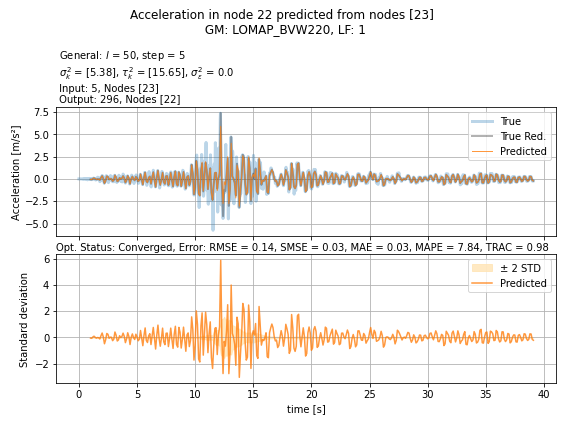 Acceleration in node 22 predicted from nodes [23]
GM: LOMAP_BVW220, LF: 1
General: l = 50, step = 5
σ²ₖ = [5.38], τ²ₖ = [15.65], σ²ε = 0.0
Input: 5, Nodes [23]
Output: 296, Nodes [22]
Acceleration [m/s²]
7.5
5.0
2.5
0.0
−2.5
−5.0
True
True Red.
Predicted
Opt. Status: Converged, Error: RMSE = 0.14, SMSE = 0.03, MAE = 0.03, MAPE = 7.84, TRAC = 0.98
Standard deviation
6
4
2
0
−2
± 2 STD
Predicted
0 5 10 15 20 25 30 35 40
time [s]